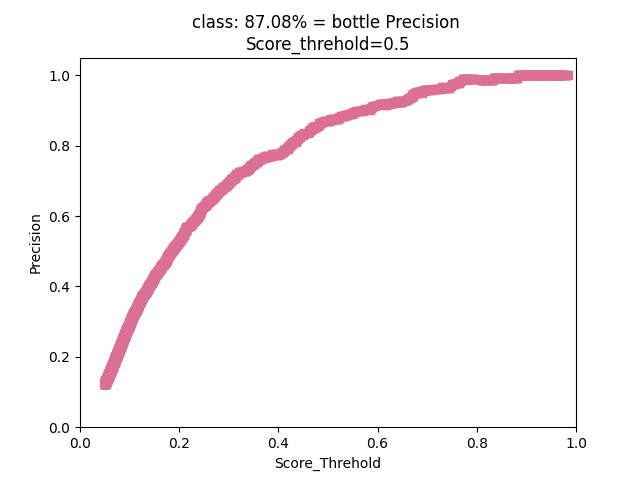 class: 87.08% = bottle Precision
Score_threhold=0.5
1.0
0.8
0.6
0.4
0.2
0.0
Precision
0.0 0.2 0.4 0.6 0.8 1.0
Score_Threhold